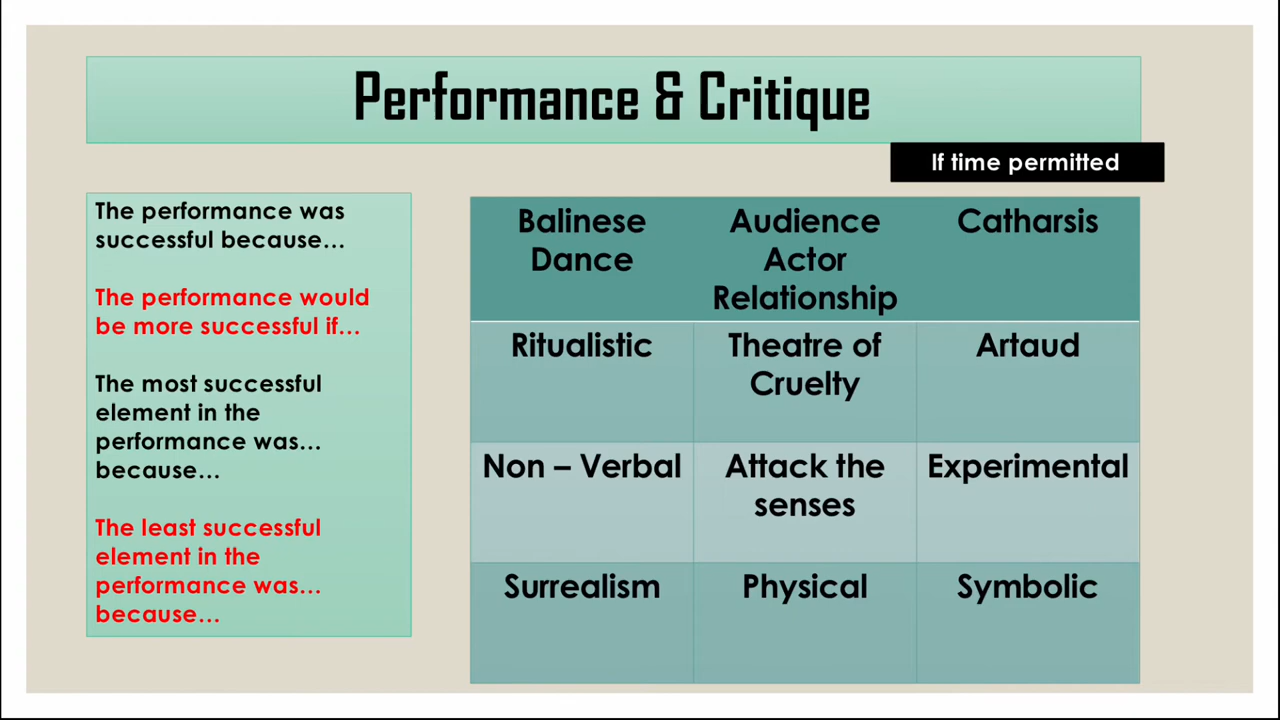 Performance & Critique
If time permitted
The performance was
successful because…
The performance would
be more successful if…
The most successful
element in the
performance was…
because…
The least successful
element in the
performance was…
because…
Balinese
Dance
Audience
Actor
Relationship
Catharsis
Ritualistic
Theatre of
Cruelty
Artaud
Non – Verbal
Attack the
senses
Experimental
Surrealism
Physical
Symbolic